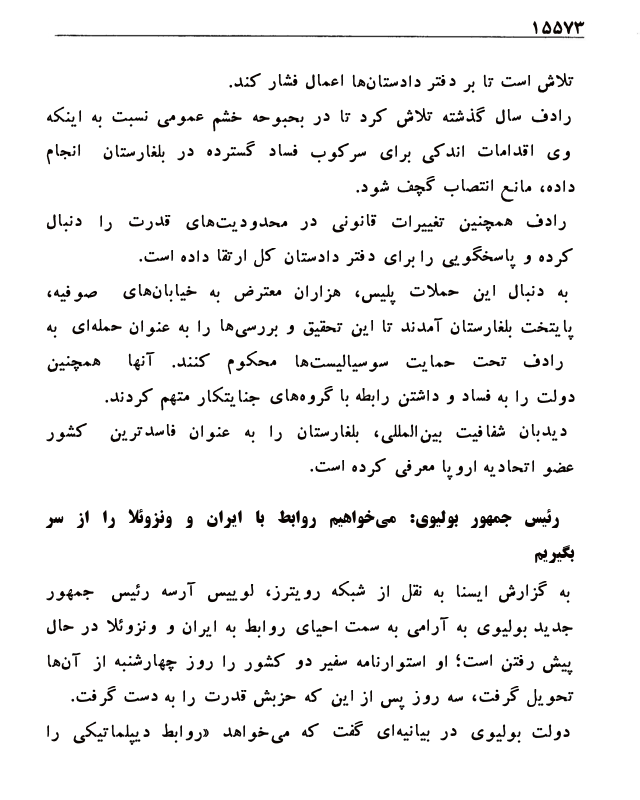 ۱۵۵۷۳
تلاش است تا بر دفتر دادستان‌ها اعمال فشار کند.
رادف سال گذشته تلاش کرد تا در بحبوحه خشم عمومی نسبت به اینکه
وی اقدامات اندکی برای سرکوب فساد گسترده در بلغارستان انجام
داده، مانع انتصاب گچف شود.
رادف همچنین تغییرات قانونی در محدودیت‌های قدرت را دنبال
کرده و پاسخگویی را برای دفتر دادستان کل ارتقا داده است.
به دنبال این حملات پلیس، هزاران معترض به خیابان‌های صوفیه،
پایتخت بلغارستان آمدند تا این تحقیق و بررسی‌ها را به عنوان حمله‌ای به
رادف تحت حمایت سوسیالیست‌ها محکوم کنند. آنها همچنین
دولت را به فساد و داشتن رابطه با گروه‌های جنایتکار متهم کردند.
دیدبان شفافیت بین‌المللی، بلغارستان را به عنوان فاسدترین کشور
عضو اتحادیه اروپا معرفی کرده است.
رئیس جمهور بولیوی: می‌خواهیم روابط با ایران و ونزوئلا را از سر
بگیریم
به گزارش ایسنا به نقل از شبکه رویترز، لوییس آرسه رئیس جمهور
جدید بولیوی به آرامی به سمت احیای روابط به ایران و ونزوئلا در حال
پیش رفتن است؛ او استوارنامه سفیر دو کشور را روز چهارشنبه از آن‌ها
تحویل گرفت، سه روز پس از این که حزبش قدرت را به دست گرفت.
دولت بولیوی در بیانیه‌ای گفت که می‌خواهد «روابط دیپلماتیکی را